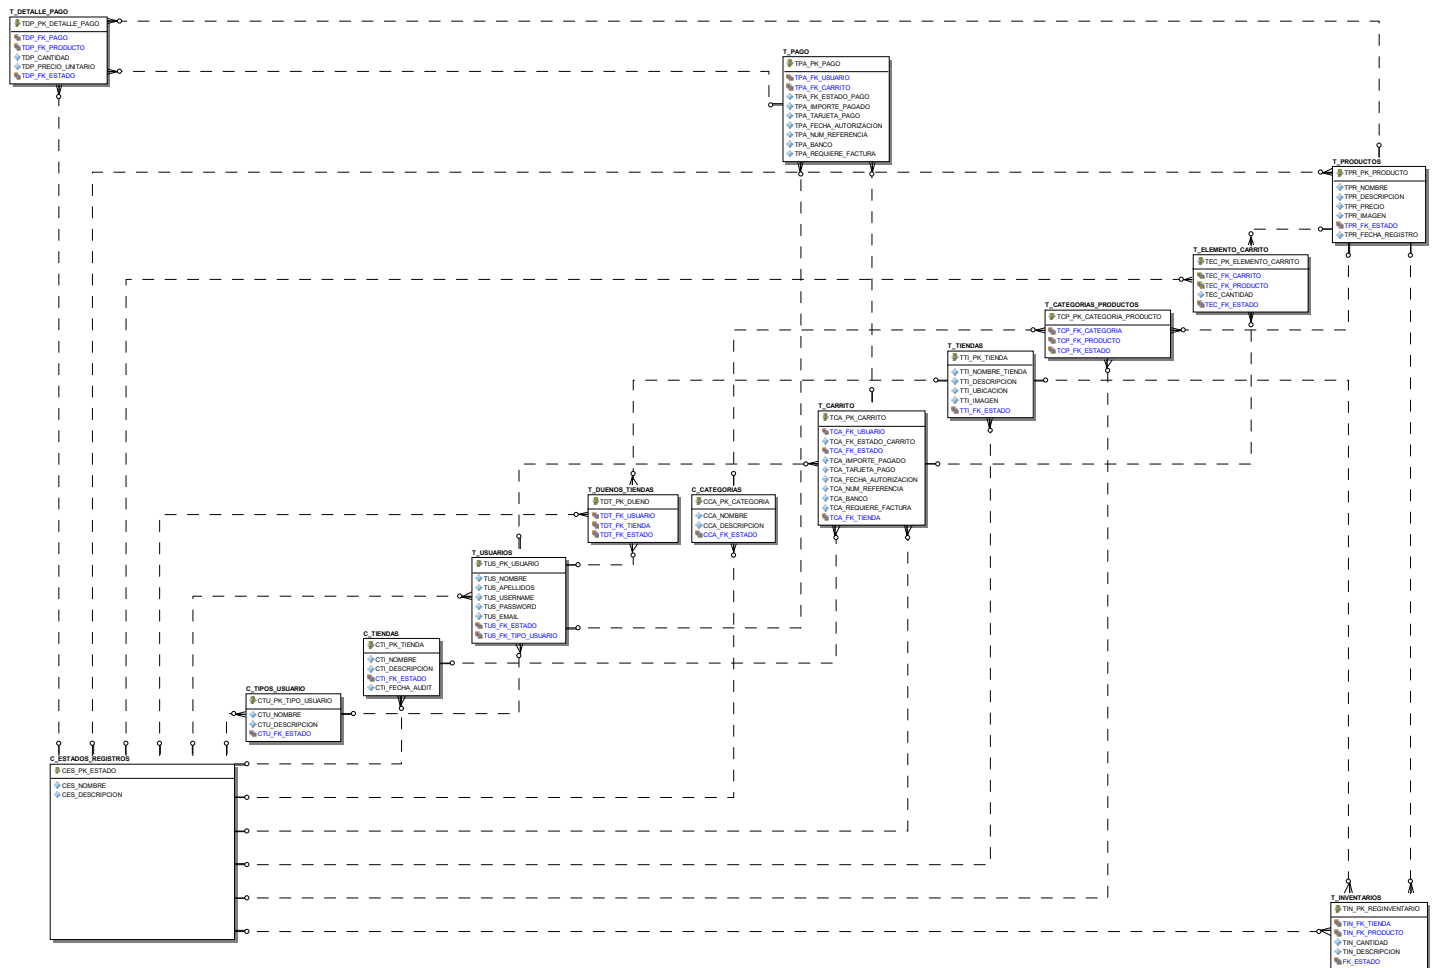 T_DETALLE_PAGO
TDP_PK_DETALLE_PAGO
TDP_FK_PAGO
TDP_FK_PRODUCTO
TDP_CANTIDAD
TDP_PRECIO_UNITARIO
TDP_FK_ESTADO
T_PAGO
TPA_PK_PAGO
TPA_FK_USUARIO
TPA_FK_CARRITO
TPA_FK_ESTADO_PAGO
TPA_IMPORTE_PAGADO
TPA_TARJETA_PAGO
TPA_FECHA_AUTORIZACION
TPA_NUM_REFERENCIA
TPA_BANCO
TPA_REQUIERE_FACTURA
T_PRODUCTOS
TPR_PK_PRODUCTO
TPR_NOMBRE
TPR_DESCRIPCION
TPR_PRECIO
TPR_IMAGEN
TPR_FK_ESTADO
TPR_FECHA_REGISTRO
T_ELEMENTO_CARRITO
TEC_PK_ELEMENTO_CARRITO
TEC_FK_CARRITO
TEC_FK_PRODUCTO
TEC_CANTIDAD
TEC_FK_ESTADO
T_CATEGORIAS_PRODUCTOS
TCP_PK_CATEGORIA_PRODUCTO
TCP_FK_CATEGORIA
TCP_FK_PRODUCTO
TCP_FK_ESTADO
T_TIENDAS
TTI_PK_TIENDA
TTI_NOMBRE_TIENDA
TTI_DESCRIPCION
TTI_UBICACION
TTI_IMAGEN
TTI_FK_ESTADO
T_CARRITO
TCA_PK_CARRITO
TCA_FK_USUARIO
TCA_FK_ESTADO_CARRITO
TCA_FK_ESTADO
TCA_IMPORTE_PAGADO
TCA_TARJETA_PAGO
TCA_FECHA_AUTORIZACION
TCA_NUM_REFERENCIA
TCA_BANCO
TCA_REQUIERE_FACTURA
TCA_FK_TIENDA
T_DUENOS_TIENDAS
TDT_PK_DUENO
TDT_FK_USUARIO
TDT_FK_TIENDA
TDT_FK_ESTADO
C_CATEGORIAS
CCA_PK_CATEGORIA
CCA_NOMBRE
CCA_DESCRIPCION
CCA_FK_ESTADO
T_USUARIOS
TUS_PK_USUARIO
TUS_NOMBRE
TUS_APELLIDOS
TUS_USERNAME
TUS_PASSWORD
TUS_EMAIL
TUS_FK_ESTADO
TUS_FK_TIPO_USUARIO
C_TIENDAS
CTI_PK_TIENDA
CTI_NOMBRE
CTI_DESCRIPCION
CTI_FK_ESTADO
CTI_FECHA_AUDIT
C_TIPOS_USUARIO
CTU_PK_TIPO_USUARIO
CTU_NOMBRE
CTU_DESCRIPCION
CTU_FK_ESTADO
C_ESTADOS_REGISTROS
CES_PK_ESTADO
CES_NOMBRE
CES_DESCRIPCION
T_INVENTARIOS
TIN_PK_REGINVENTARIO
TIN_FK_TIENDA
TIN_FK_PRODUCTO
TIN_CANTIDAD
TIN_DESCRIPCION
FK_ESTADO